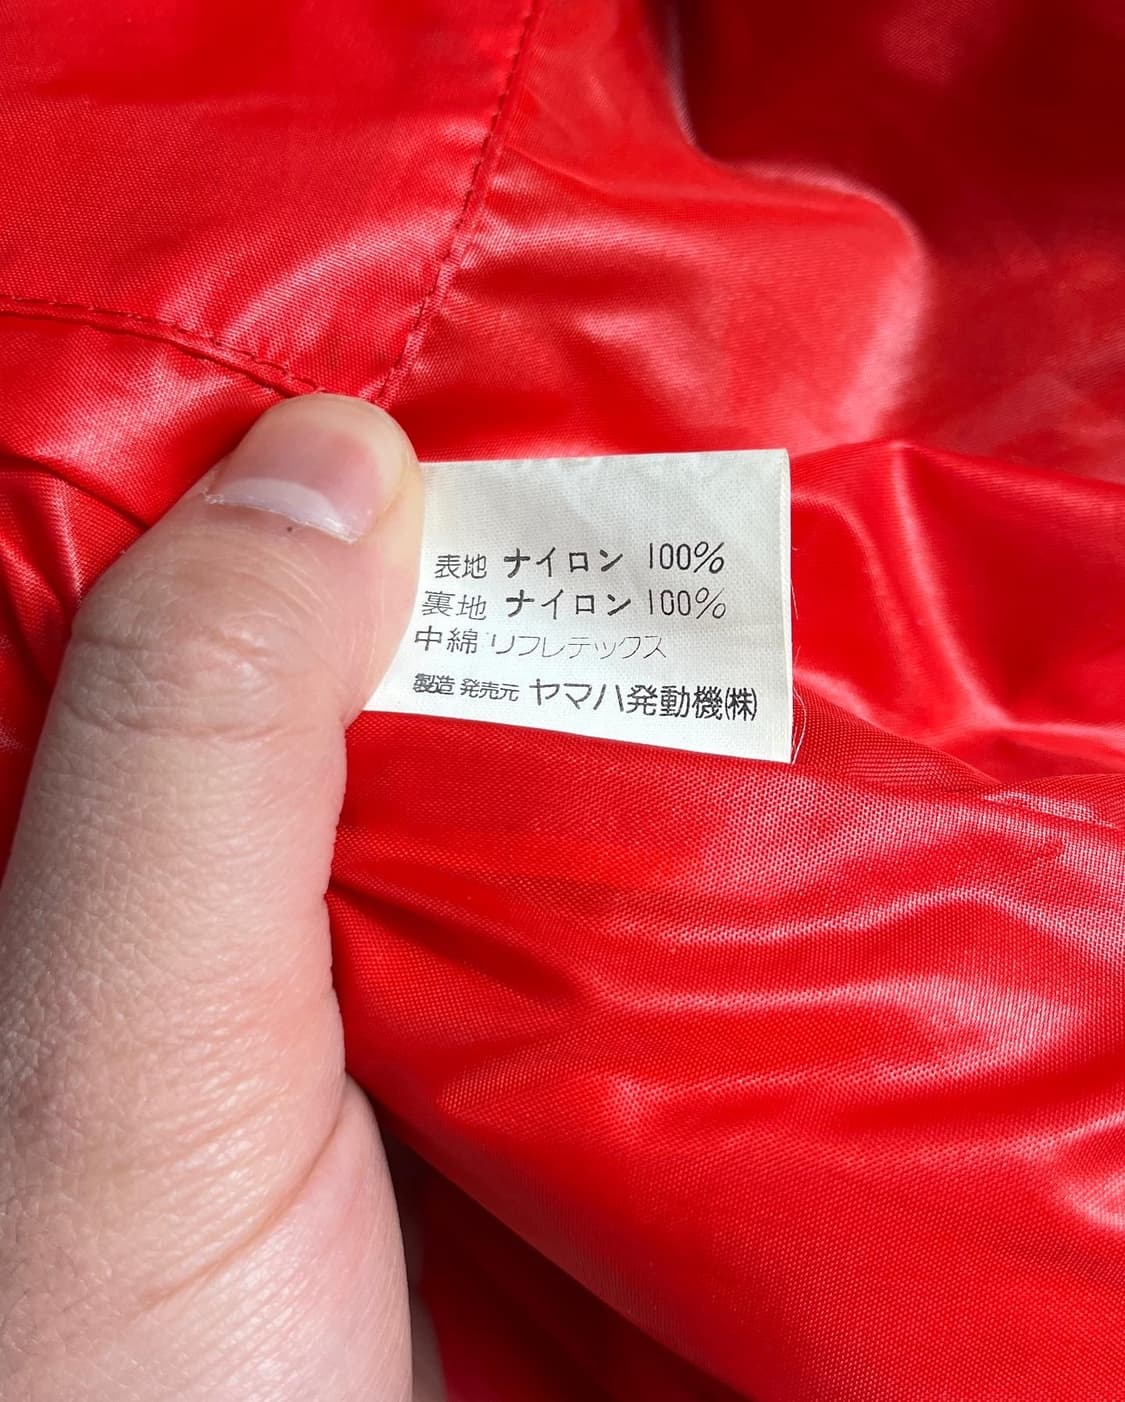 表地 ナイロン 100%
裏地 ナイロン 100%
中綿 リフレテックス
製造 発売元 ヤマハ発動機(株)